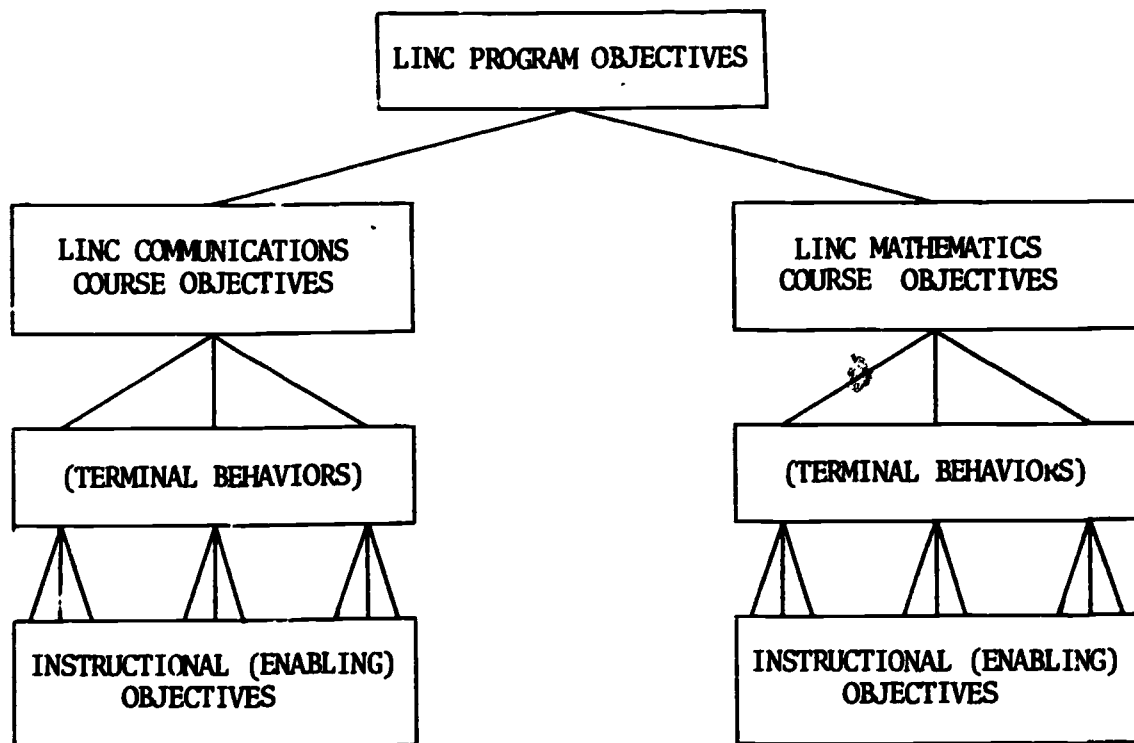 LINC PROGRAM OBJECTIVES
LINC COMMUNICATIONS
COURSE OBJECTIVES
LINC MATHEMATICS
COURSE OBJECTIVES
(TERMINAL BEHAVIORS)
(TERMINAL BEHAVIORS)
INSTRUCTIONAL (ENABLING)
OBJECTIVES
INSTRUCTIONAL (ENABLING)
OBJECTIVES